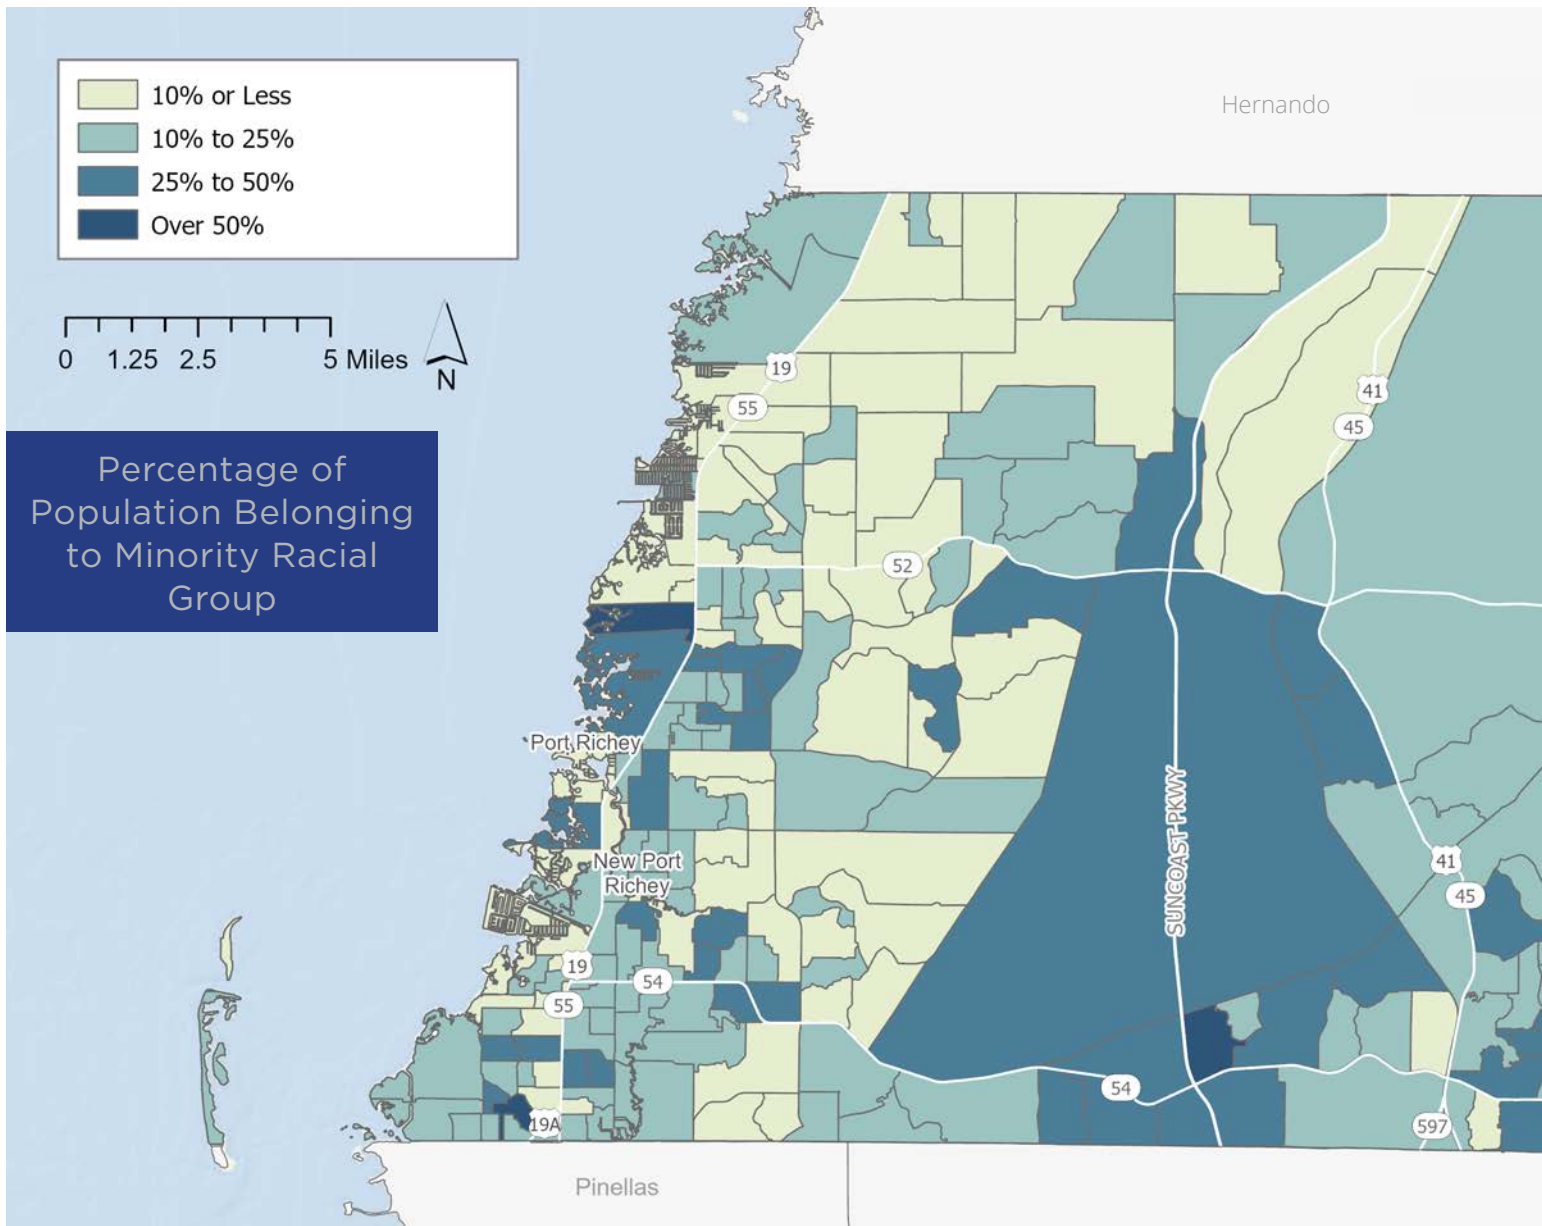 10% or Less
10% to 25%
25% to 50%
Over 50%
0 1.25 2.5 5 Miles
N
Percentage of
Population Belonging
to Minority Racial
Group
Hernando
19
55
41
45
52
Port Richey
SUNCOAST PKWY
New Port
Richey
41
45
19
54
55
54
19A
597
Pinellas